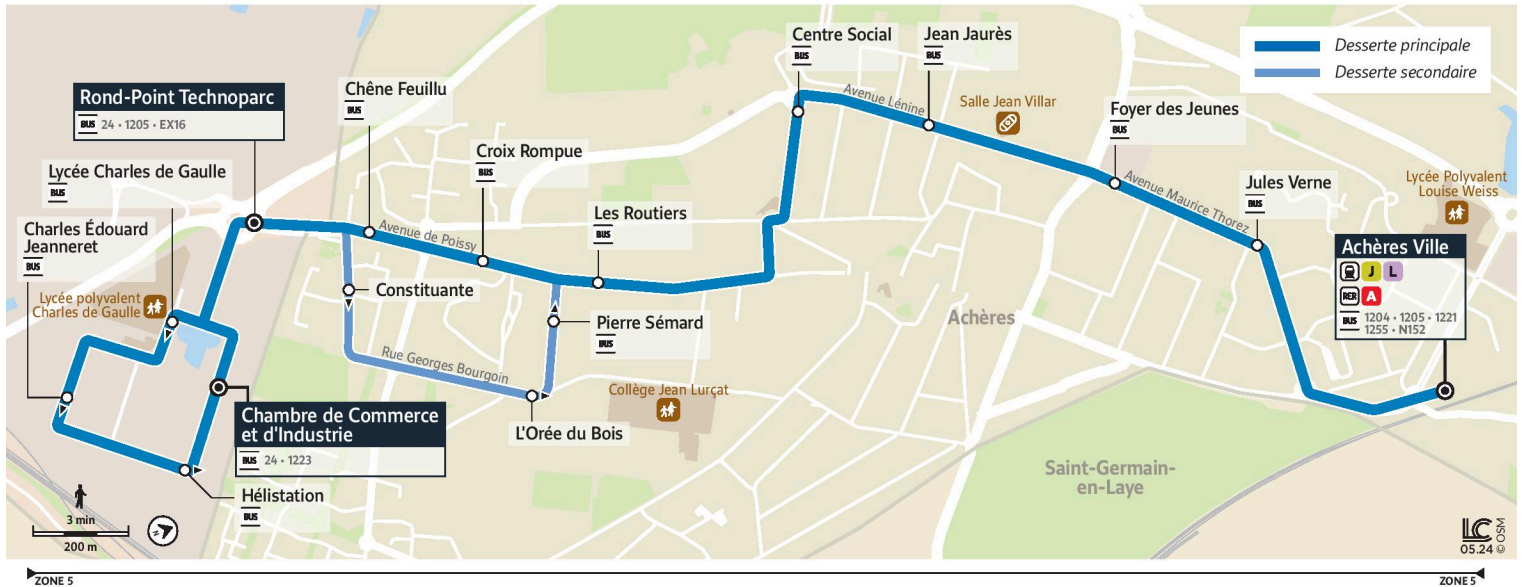 Centre Social
BUS
Jean Jaurès
BUS
Desserte principale
Desserte secondaire
Avenue Lénine
Salle Jean Villar
Chêne Feuillu
BUS
Rond-Point Technoparc
BUS 24 • 1205 • EX16
Foyer des Jeunes
BUS
Croix Rompue
BUS
Lycée Charles de Gaulle
BUS
Avenue Maurice Thorez
Jules Verne
BUS
Lycée Polyvalent
Louise Weiss
Charles Édouard
Jeanneret
BUS
Avenue de Poissy
Les Routiers
BUS
Achères Ville
J L
RER A
BUS 1204 • 1205 • 1221
1255 • N152
Lycée polyvalent
Charles de Gaulle
Constituante
Pierre Sémard
BUS
Achères
Rue Georges Bourgoin
Collège Jean Lurçat
Chambre de Commerce
et d'Industrie
BUS 24 • 1223
L'Orée du Bois
Saint-Germain-
en-Laye
Hélistation
BUS
3 min
200 m
N
LC
05.24 © OSM
ZONE 5
ZONE 5